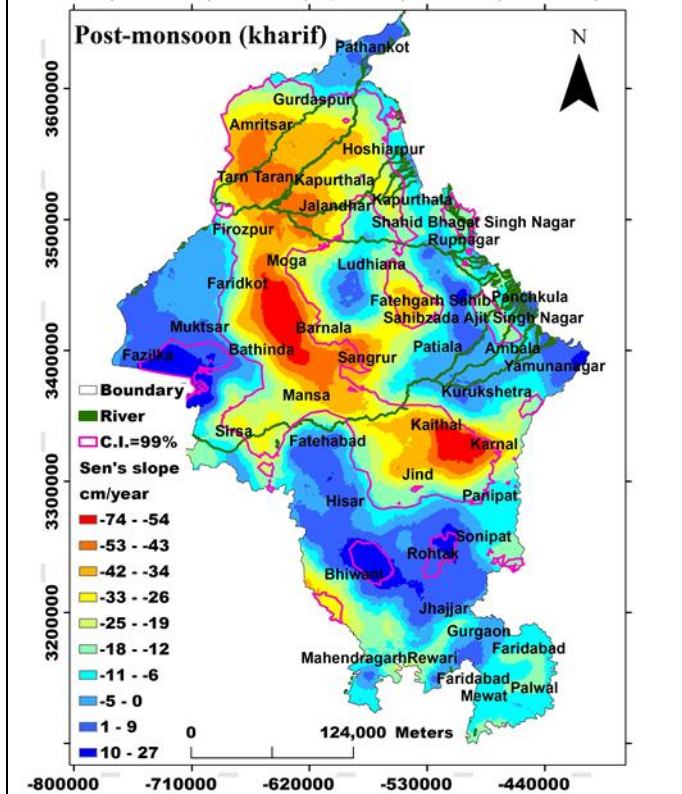 Post-monsoon (kharif)
N
Pathankot
Gurdaspur
Amritsar
Hoshiarpur
Tarn Taran
Kapurthala
Jalandhar
Kapurthala
Shahid Bhagat Singh Nagar
Firozpur
Rupnagar
Moga
Ludhiana
Faridkot
Fatehgarh Sahib
Panchkula
Sahibzada Ajit Singh Nagar
Muktsar
Barnala
Fazilka
Bathinda
Sangrur
Patiala
Ambala
Yamunanagar
Mansa
Kurukshetra
Sirsa
Fatehabad
Kaithal
Karnal
Jind
Hisar
Panipat
Sonipat
Rohtak
Bhiwani
Jhajjar
Gurgaon
Faridabad
Mahendragarh
Rewari
Faridabad
Mewat
Palwal
Boundary
River
C.I.=99%
Sen's slope
cm/year
-74 - -54
-53 - -43
-42 - -34
-33 - -26
-25 - -19
-18 - -12
-11 - -6
-5 - 0
1 - 9
10 - 27
0 124,000 Meters
3600000
3500000
3400000
3300000
3200000
-800000 -710000 -620000 -530000 -440000